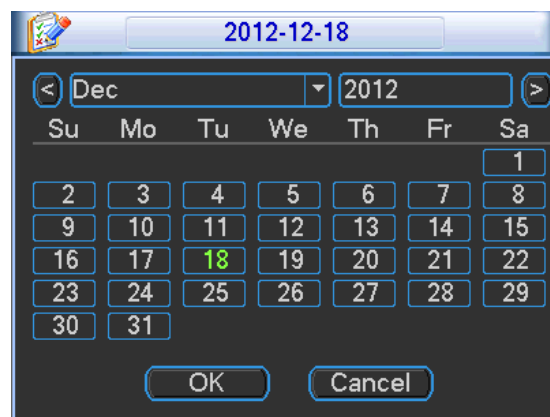 2012-12-18
< Dec 2012 >
Su Mo Tu We Th Fr Sa
1
2 3 4 5 6 7 8
9 10 11 12 13 14 15
16 17 18 19 20 21 22
23 24 25 26 27 28 29
30 31
OK Cancel